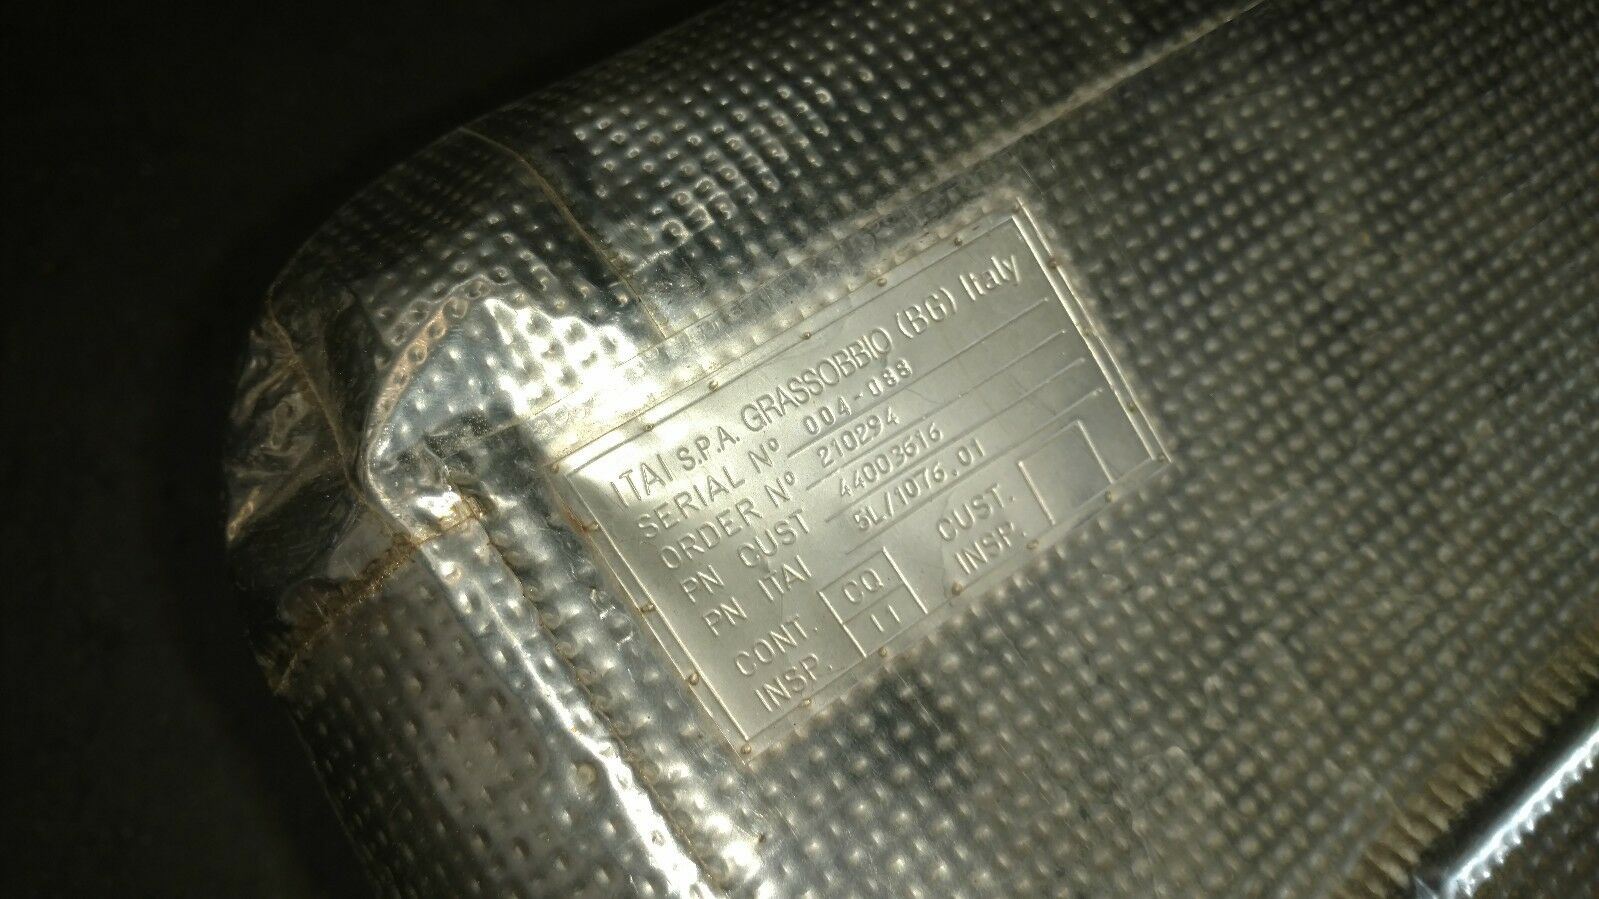 ITAI S.P.A. GRASSOBBIO (BG) Italy
SERIAL Nº 004-088
ORDER Nº 210294
PN CUST 44003616
PN ITAI 5L/1076.01
CONT. INSP. CQ. 11 CUST. INSP.